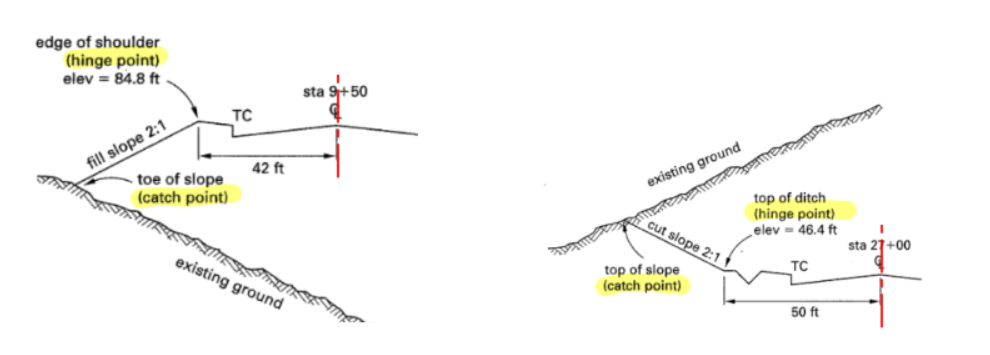 edge of shoulder
(hinge point)
elev = 84.8 ft
sta 9+50
℄
TC
fill slope 2:1
42 ft
toe of slope
(catch point)
existing ground
existing ground
top of ditch
(hinge point)
elev = 46.4 ft
cut slope 2:1
sta 27+00
℄
TC
top of slope
(catch point)
50 ft